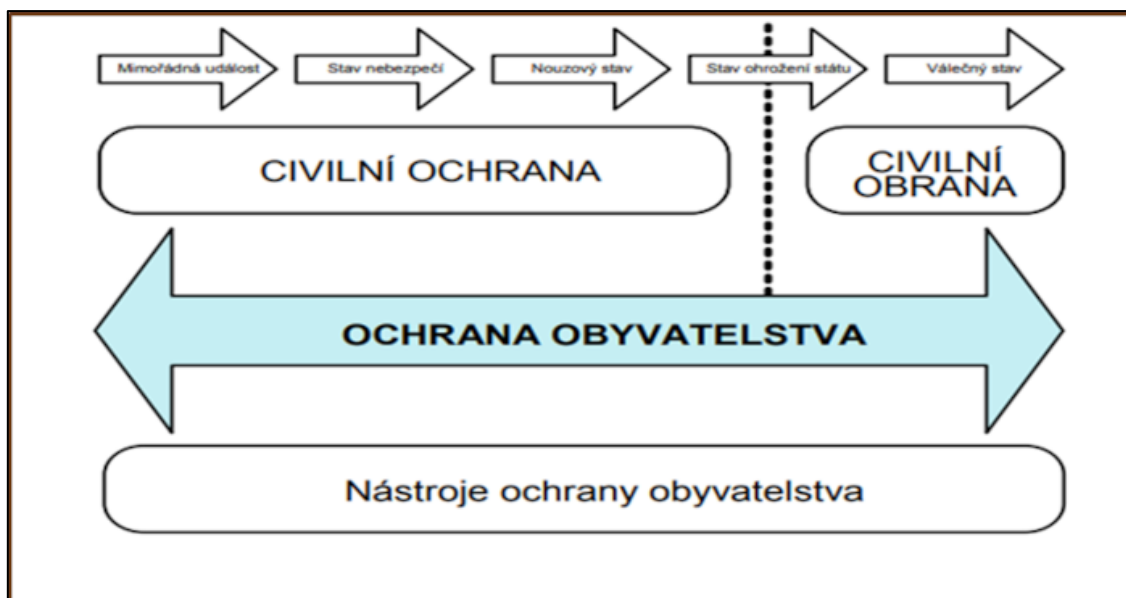 Mimořádná událost
Stav nebezpečí
Nouzový stav
Stav ohrožení státu
Válečný stav
CIVILNÍ OCHRANA
CIVILNÍ
OBRANA
OCHRANA OBYVATELSTVA
Nástroje ochrany obyvatelstva